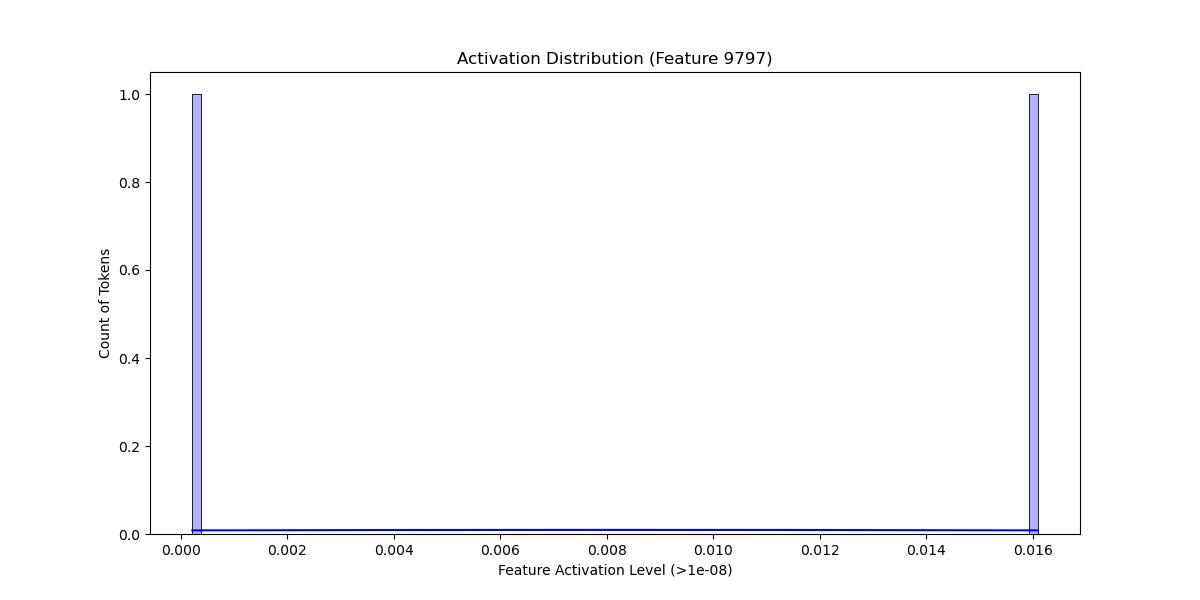 Activation Distribution (Feature 9797)
1.0
0.8
0.6
0.4
0.2
0.0
Count of Tokens
0.000 0.002 0.004 0.006 0.008 0.010 0.012 0.014 0.016
Feature Activation Level (>1e-08)